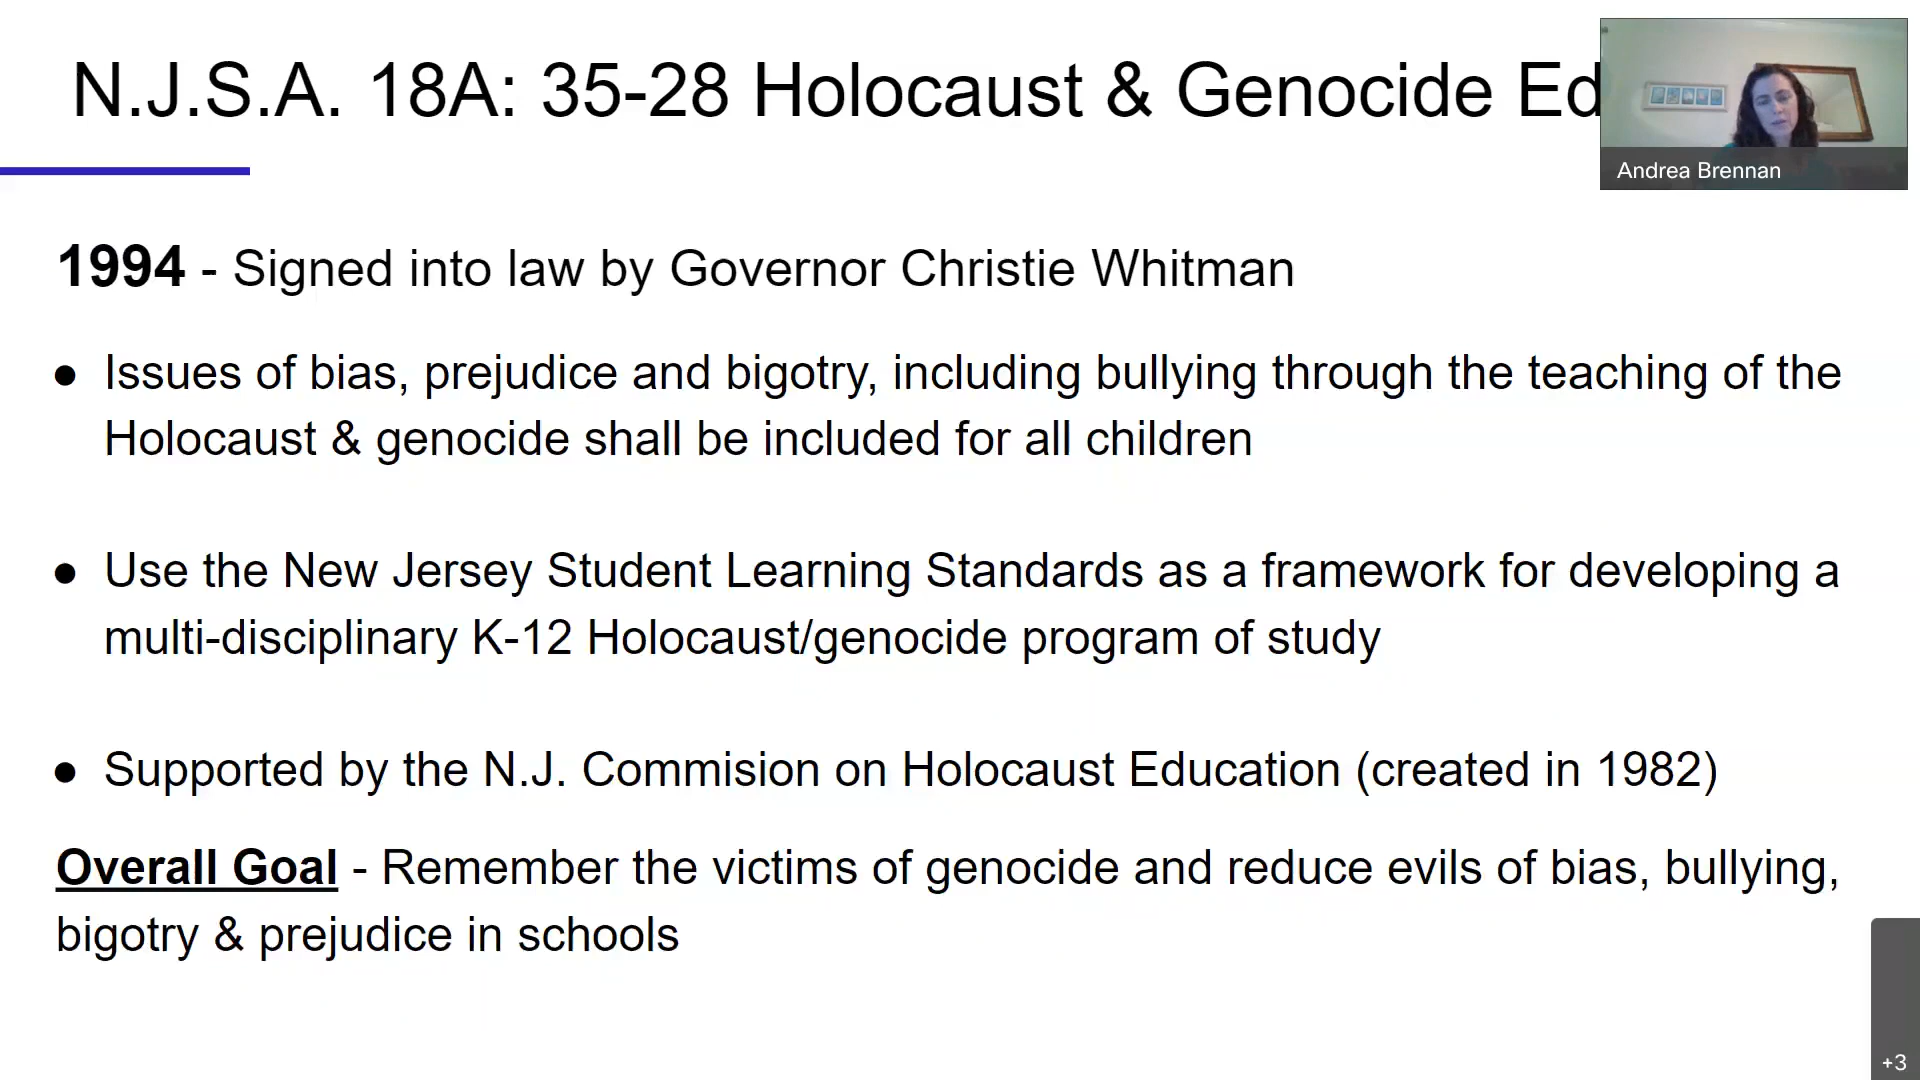 N.J.S.A. 18A: 35-28 Holocaust & Genocide Ed
Andrea Brennan
1994 - Signed into law by Governor Christie Whitman
● Issues of bias, prejudice and bigotry, including bullying through the teaching of the
Holocaust & genocide shall be included for all children
● Use the New Jersey Student Learning Standards as a framework for developing a
multi-disciplinary K-12 Holocaust/genocide program of study
● Supported by the N.J. Commision on Holocaust Education (created in 1982)
Overall Goal - Remember the victims of genocide and reduce evils of bias, bullying,
bigotry & prejudice in schools
+3